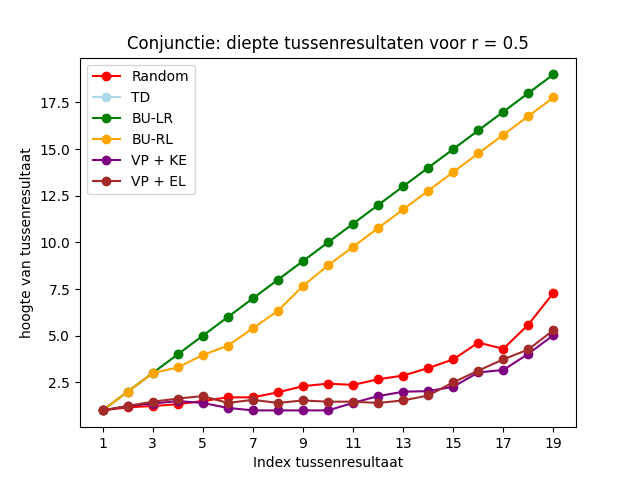 Conjunctie: diepte tussenresultaten voor r = 0.5
Random
TD
BU-LR
BU-RL
VP + KE
VP + EL
hoogte van tussenresultaat
17.5
15.0
12.5
10.0
7.5
5.0
2.5
1 3 5 7 9 11 13 15 17 19
Index tussenresultaat